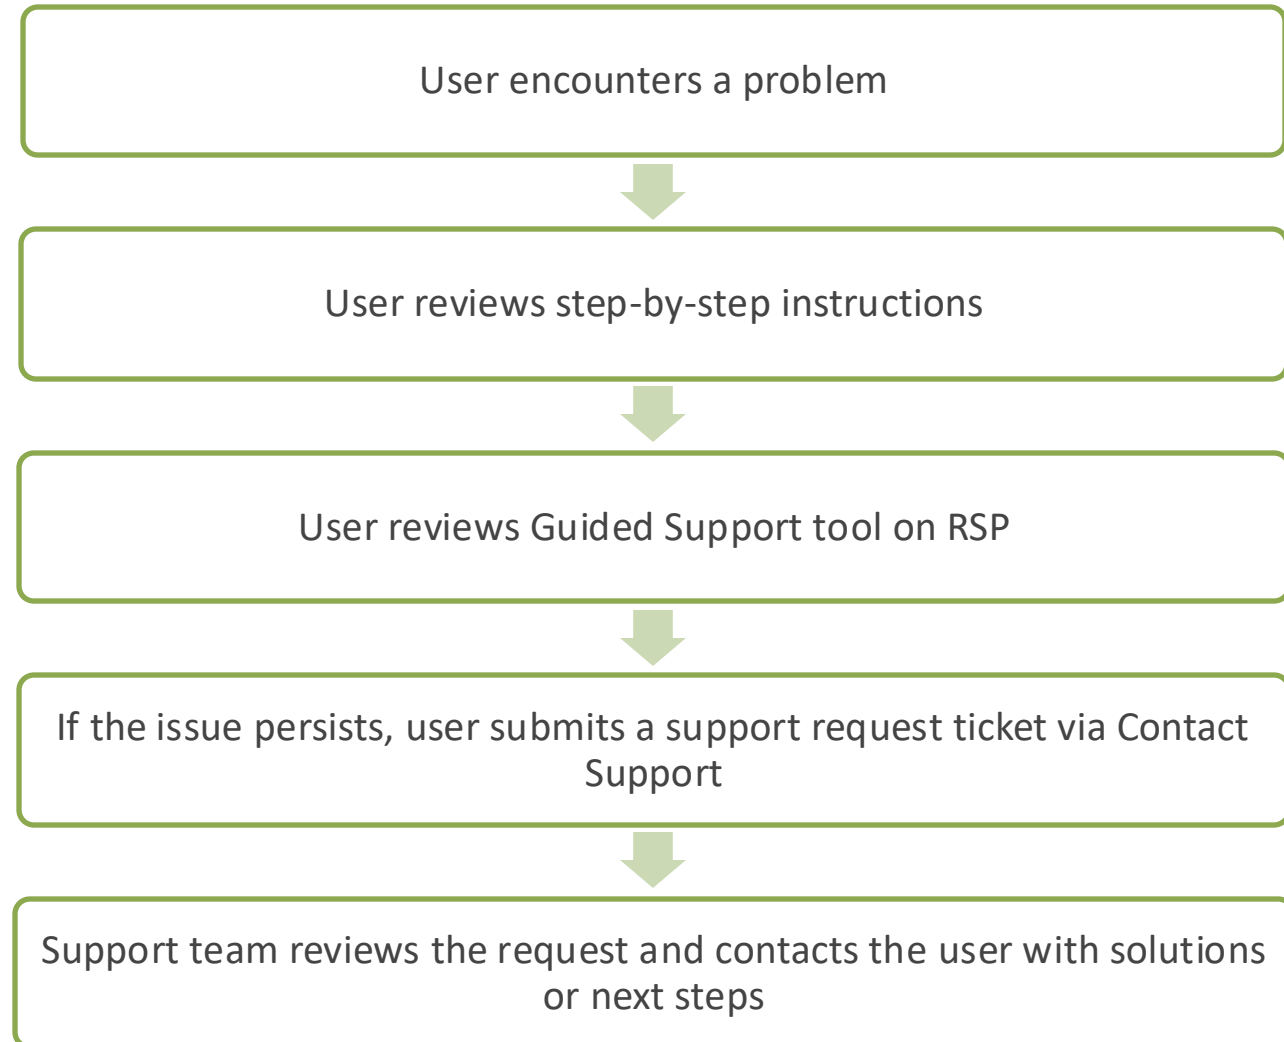 User encounters a problem
User reviews step-by-step instructions
User reviews Guided Support tool on RSP
If the issue persists, user submits a support request ticket via Contact
Support
Support team reviews the request and contacts the user with solutions
or next steps